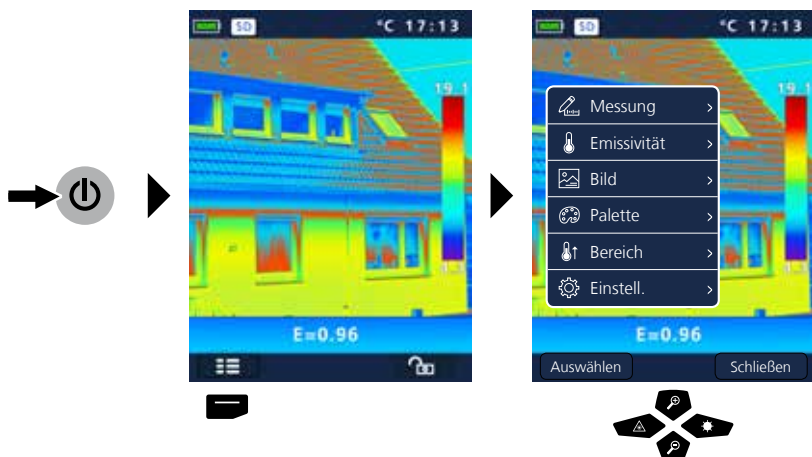 SD °C 17:13
19.1
E=0.96
SD °C 17:13
19.1
Messung
Emissivität
Bild
Palette
Bereich
Einstell.
E=0.96
Auswählen Schließen